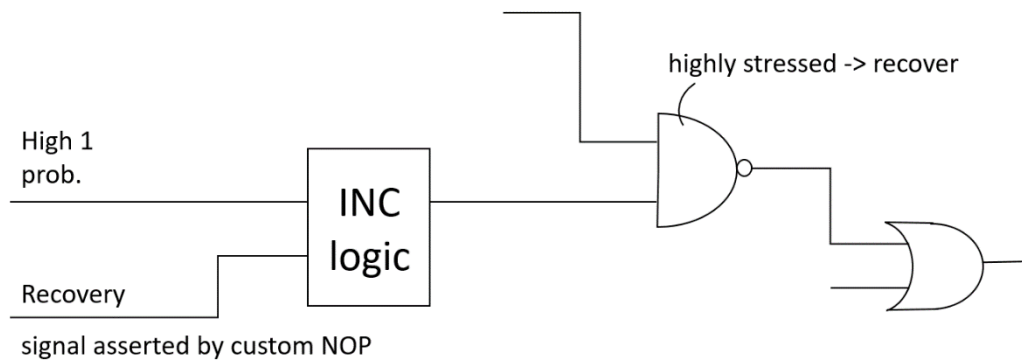 highly stressed -> recover
High 1
prob.
INC
logic
Recovery
signal asserted by custom NOP